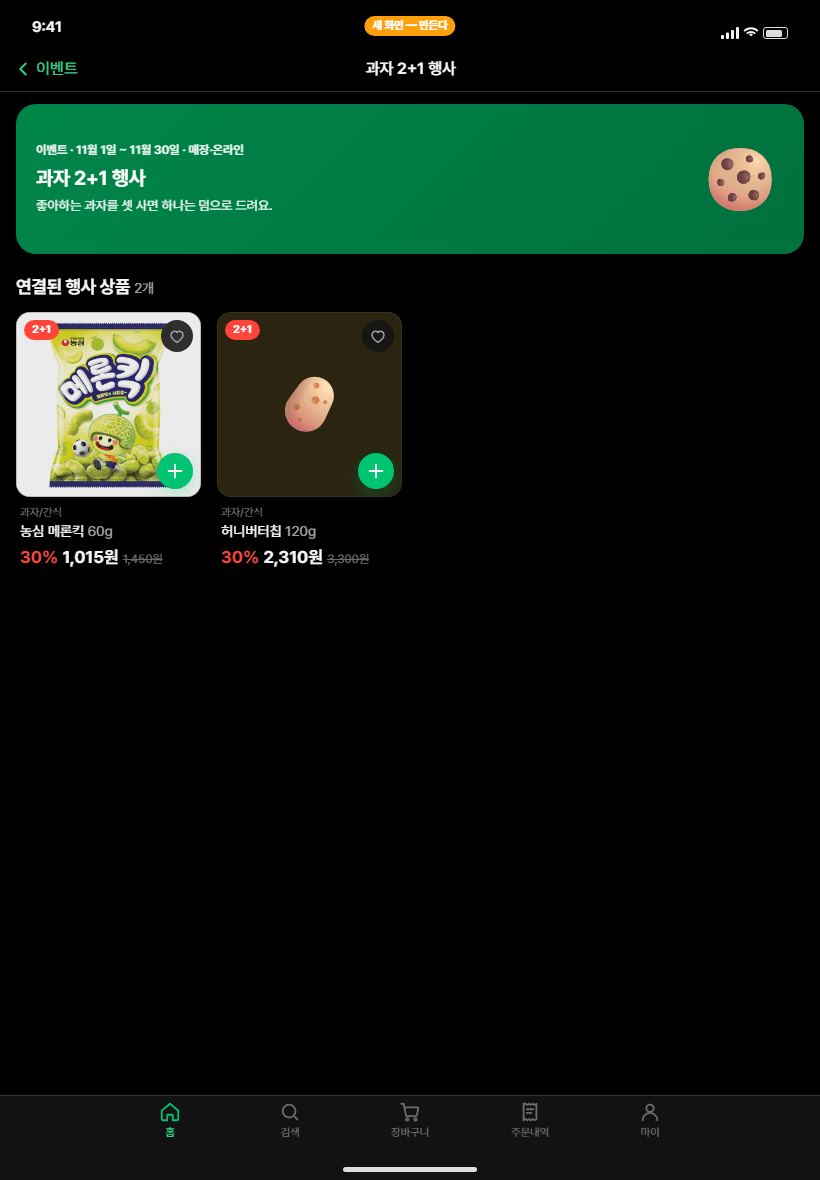 9:41
새 화면 — 만든다
이벤트
과자 2+1 행사
이벤트 · 11월 1일 ~ 11월 30일 · 매장·온라인
과자 2+1 행사
좋아하는 과자를 셋 사면 하나는 덤으로 드려요.
연결된 행사 상품 2개
2+1
농심
메론킥
2+1
과자/간식
농심 메론킥 60g
30% 1,015원 1,450원
과자/간식
허니버터칩 120g
30% 2,310원 3,300원
홈
검색
장바구니
주문내역
마이